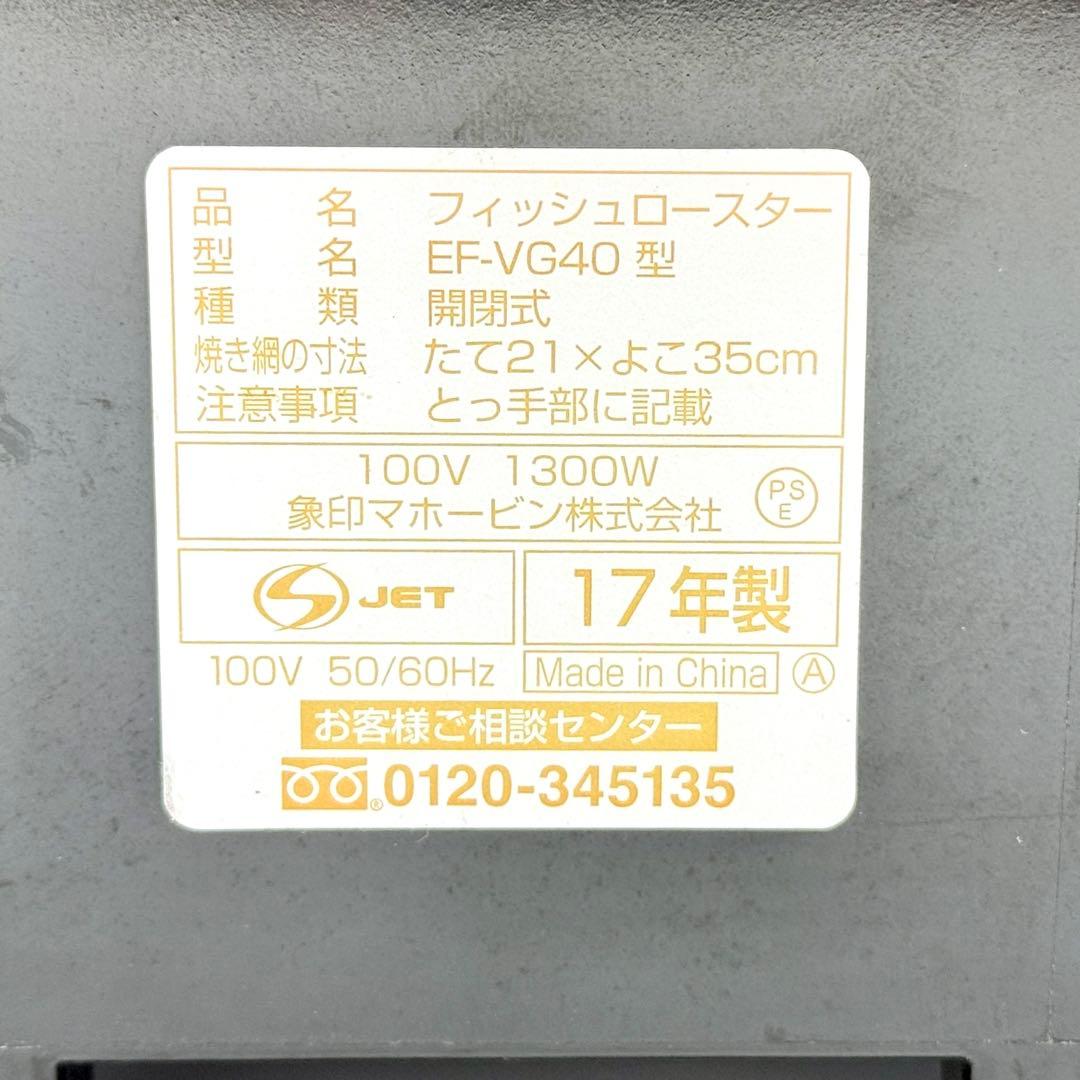 品名 フィッシュロースター
型名 EF-VG40 型
種類 開閉式
焼き網の寸法 たて21×よこ35cm
注意事項 とっ手部に記載
100V 1300W
象印マホービン株式会社
PS
E
S JET
17年製
100V 50/60Hz Made in China A
お客様ご相談センター
®0120-345135